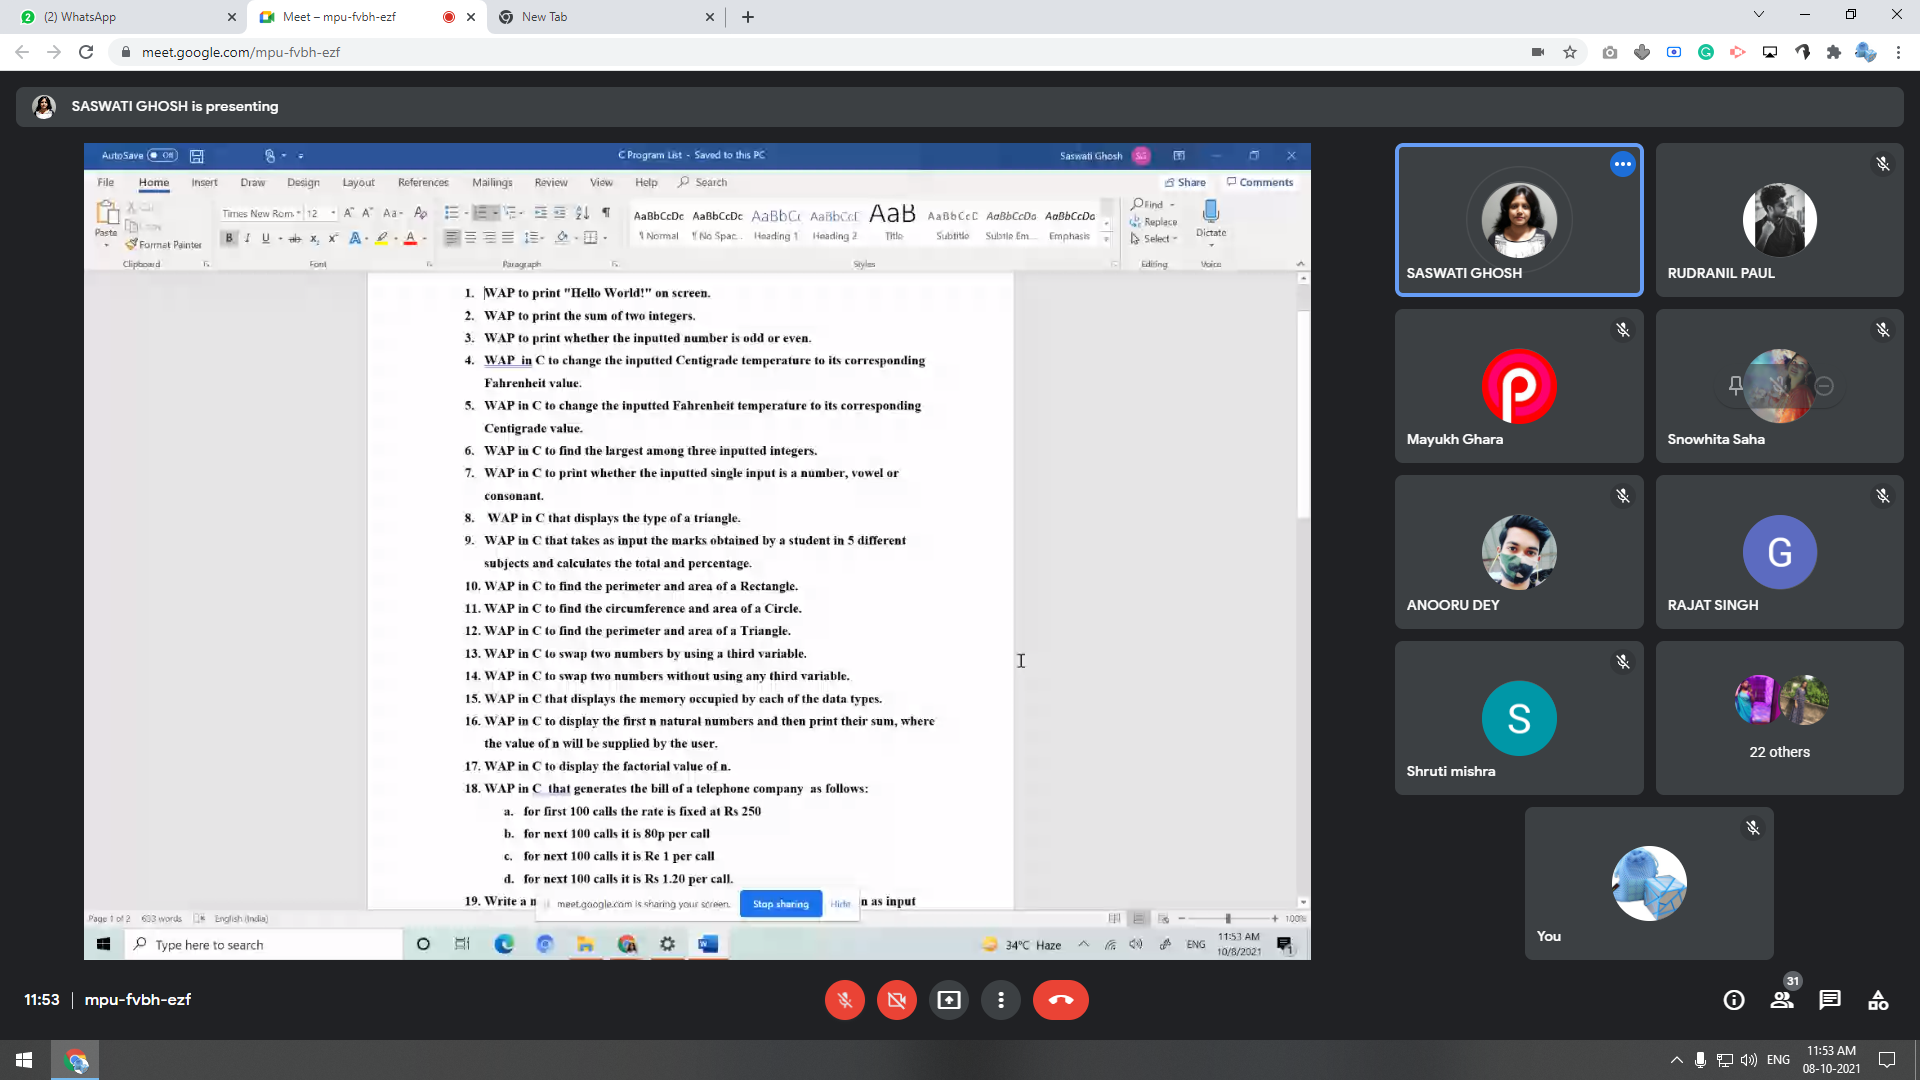 (2) WhatsApp
Meet – mpu-fvbh-ezf
New Tab
meet.google.com/mpu-fvbh-ezf
SASWATI GHOSH is presenting
AutoSave Off
C Program List - Saved to this PC
Saswati Ghosh
SG
File Home Insert Draw Design Layout References Mailings Review View Help Search
Share Comments
Paste
Cut
Copy
Format Painter
Clipboard
Times New Rom 12
Font
Paragraph
AaBbCcDc AaBbCcDc AaBbCc AaBbCcE AaB AaBbCcD AaBbCcDa AaBbCcDa
¶ Normal ¶ No Spac... Heading 1 Heading 2 Title Subtitle Subtle Em... Emphasis
Styles
Find
Replace
Select
Editing
Dictate
Voice
1. WAP to print "Hello World!" on screen.
2. WAP to print the sum of two integers.
3. WAP to print whether the inputted number is odd or even.
4. WAP in C to change the inputted Centigrade temperature to its corresponding
Fahrenheit value.
5. WAP in C to change the inputted Fahrenheit temperature to its corresponding
Centigrade value.
6. WAP in C to find the largest among three inputted integers.
7. WAP in C to print whether the inputted single input is a number, vowel or
consonant.
8. WAP in C that displays the type of a triangle.
9. WAP in C that takes as input the marks obtained by a student in 5 different
subjects and calculates the total and percentage.
10. WAP in C to find the perimeter and area of a Rectangle.
11. WAP in C to find the circumference and area of a Circle.
12. WAP in C to find the perimeter and area of a Triangle.
13. WAP in C to swap two numbers by using a third variable.
14. WAP in C to swap two numbers without using any third variable.
15. WAP in C that displays the memory occupied by each of the data types.
16. WAP in C to display the first n natural numbers and then print their sum, where
the value of n will be supplied by the user.
17. WAP in C to display the factorial value of n.
18. WAP in C that generates the bill of a telephone company as follows:
a. for first 100 calls the rate is fixed at Rs 250
b. for next 100 calls it is 80p per call
c. for next 100 calls it is Re 1 per call
d. for next 100 calls it is Rs 1.20 per call.
19. Write a n as input
meet.google.com is sharing your screen. Stop sharing Hide
Page 1 of 2 633 words English (India)
100%
Type here to search
34°C Haze
ENG
11:53 AM
10/8/2021
SASWATI GHOSH
RUDRANIL PAUL
Mayukh Ghara
Snowhita Saha
ANOORU DEY
G
RAJAT SINGH
S
Shruti mishra
22 others
You
11:53 | mpu-fvbh-ezf
31
ENG
11:53 AM
08-10-2021